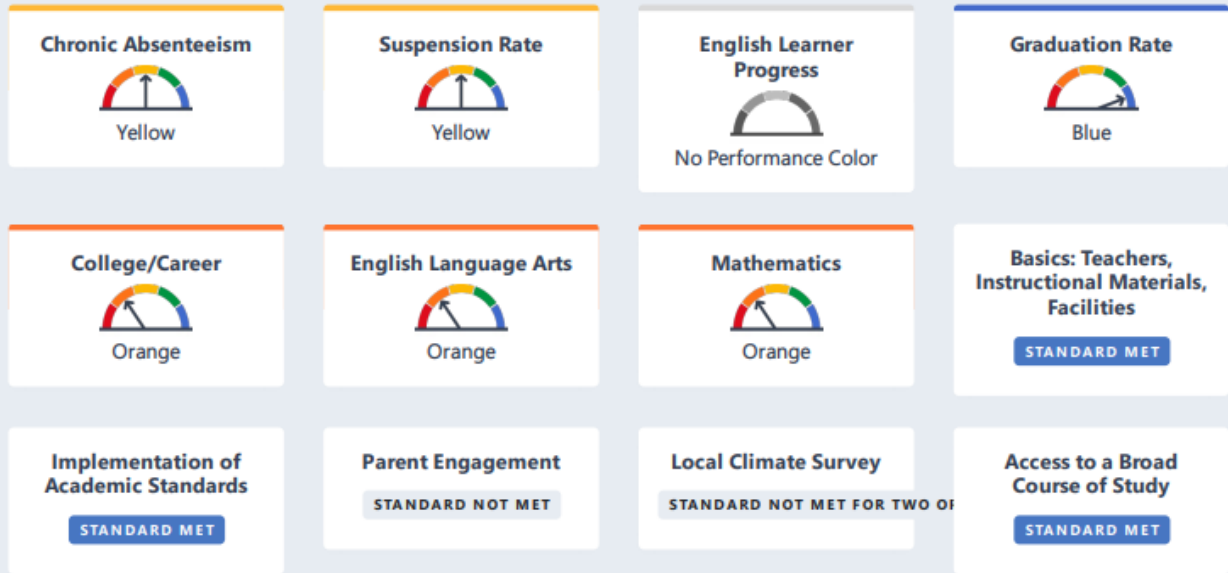 Chronic Absenteeism
Yellow
Suspension Rate
Yellow
English Learner
Progress
No Performance Color
Graduation Rate
Blue
College/Career
Orange
English Language Arts
Orange
Mathematics
Orange
Basics: Teachers,
Instructional Materials,
Facilities
STANDARD MET
Implementation of
Academic Standards
STANDARD MET
Parent Engagement
STANDARD NOT MET
Local Climate Survey
STANDARD NOT MET FOR TWO
Access to a Broad
Course of Study
STANDARD MET